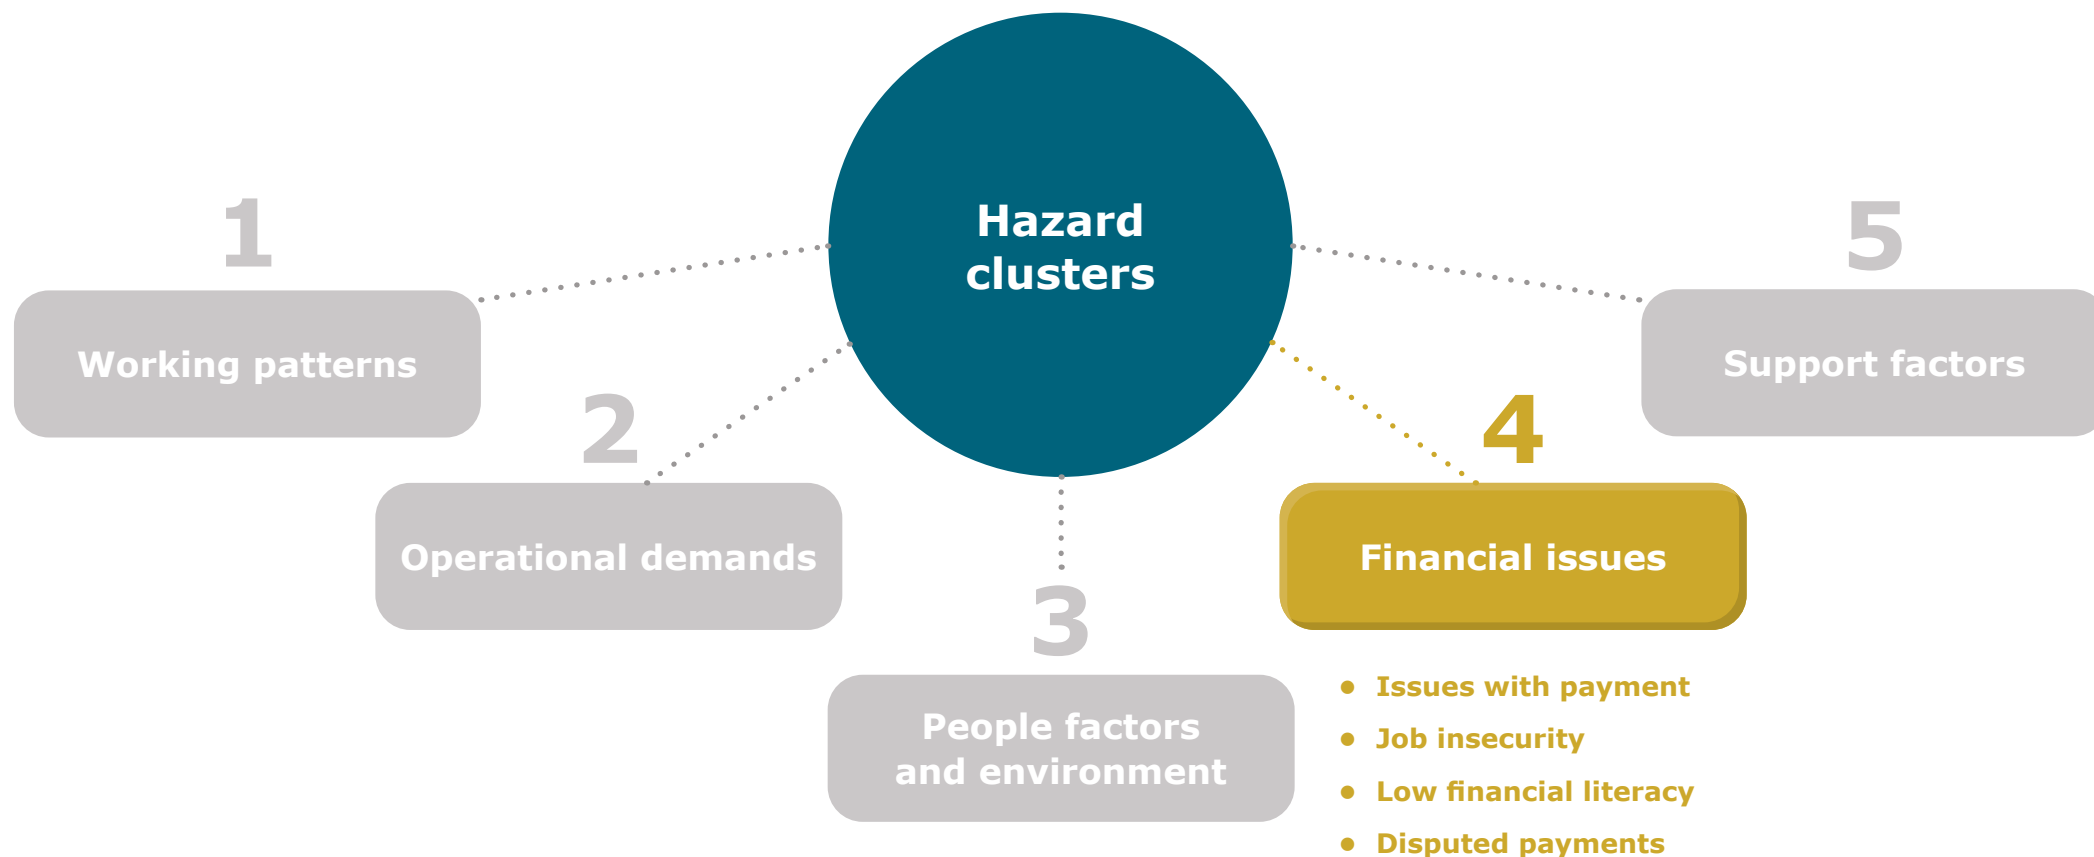 Hazard
clusters
1
Working patterns
2
Operational demands
3
People factors
and environment
4
Financial issues
• Issues with payment
• Job insecurity
• Low financial literacy
• Disputed payments
5
Support factors